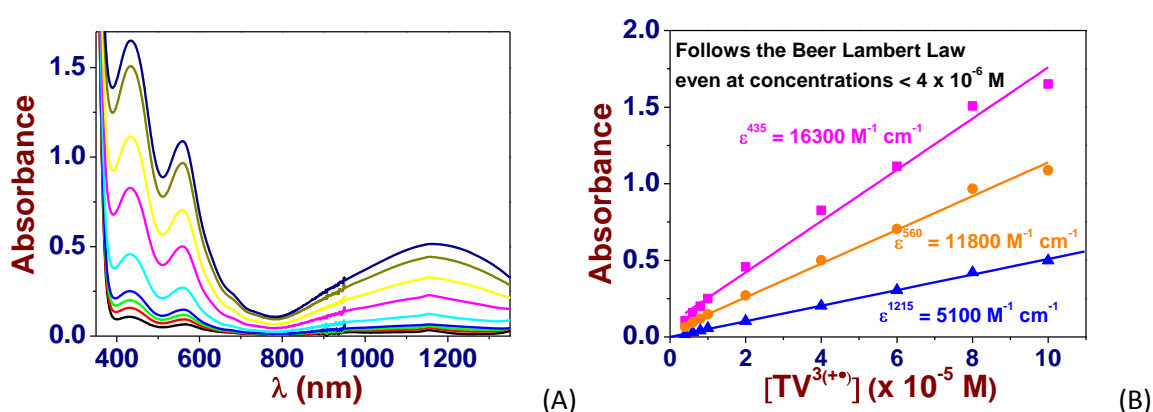 1.5
1.0
0.5
0.0
400 600 800 1000 1200
Absorbance
λ (nm)
(A)
2.0
1.5
1.0
0.5
0.0
0 2 4 6 8 10
Absorbance
Follows the Beer Lambert Law
even at concentrations < 4 x 10⁻⁶ M
ε⁴³⁵ = 16300 M⁻¹ cm⁻¹
ε⁵⁶⁰ = 11800 M⁻¹ cm⁻¹
ε¹²¹⁵ = 5100 M⁻¹ cm⁻¹
[TV³⁽⁺•⁾] (x 10⁻⁵ M)
(B)